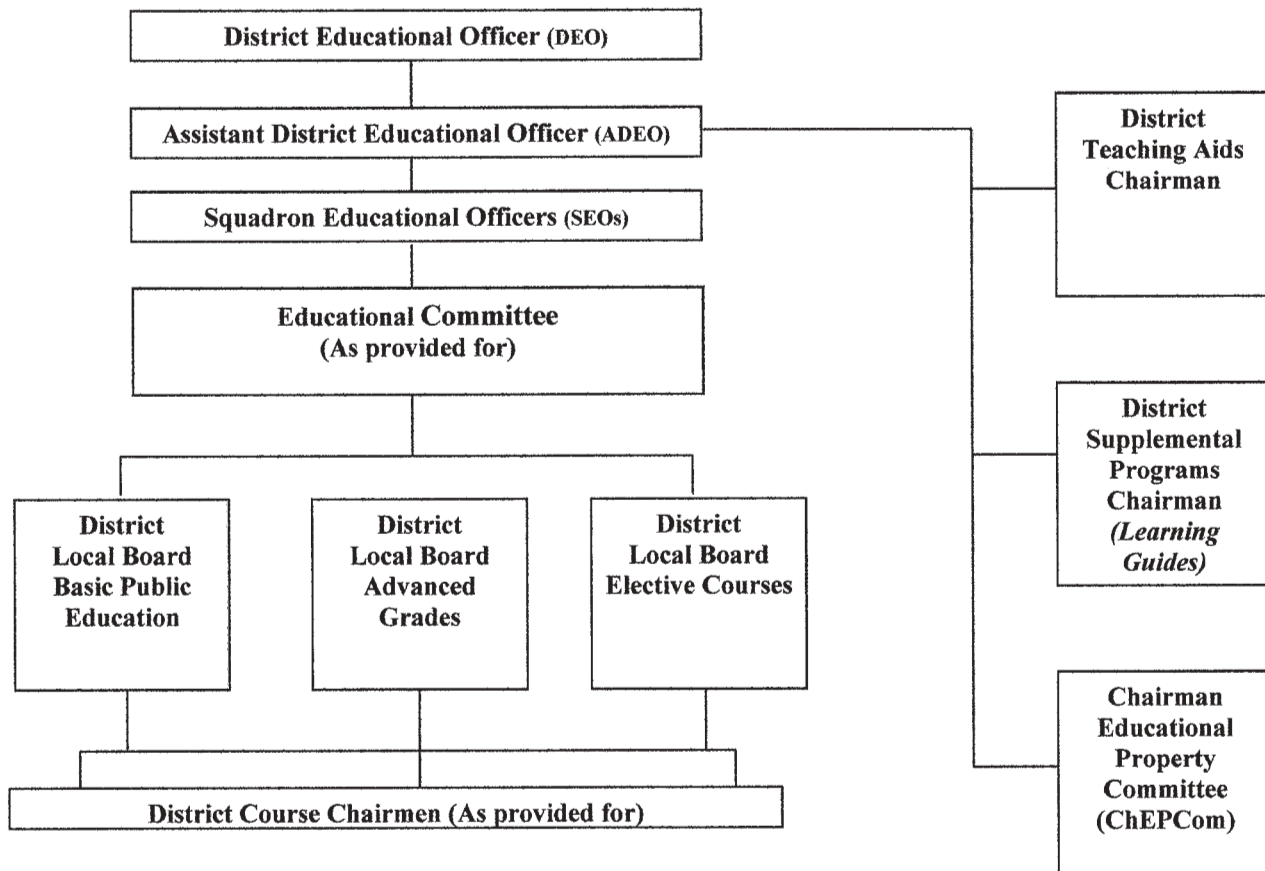 District Educational Officer (DEO)
Assistant District Educational Officer (ADEO)
Squadron Educational Officers (SEOs)
Educational Committee
(As provided for)
District
Local Board
Basic Public
Education
District
Local Board
Advanced
Grades
District
Local Board
Elective Courses
District Course Chairmen (As provided for)
District
Teaching Aids
Chairman
District
Supplemental
Programs
Chairman
(Learning
Guides)
Chairman
Educational
Property
Committee
(ChEPCom)